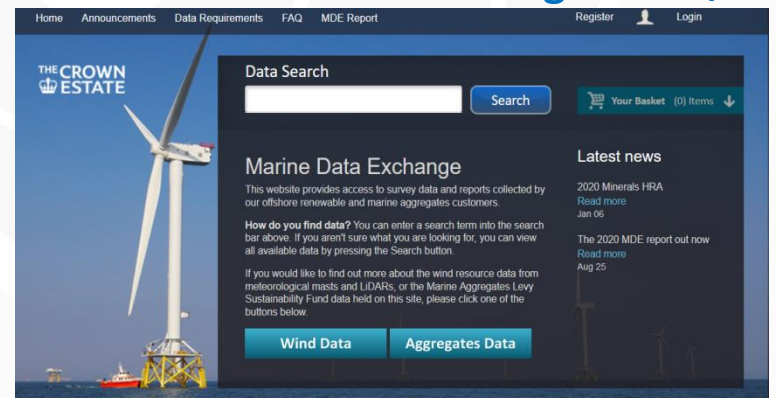 Home Announcements Data Requirements FAQ MDE Report Register Login
THE CROWN
ESTATE
Data Search
Search
Your Basket (0) Items
Marine Data Exchange
This website provides access to survey data and reports collected by
our offshore renewable and marine aggregates customers.
How do you find data? You can enter a search term into the search
bar above. If you aren't sure what you are looking for, you can view
all available data by pressing the Search button.
If you would like to find out more about the wind resource data from
meteorological masts and LiDARs, or the Marine Aggregates Levy
Sustainability Fund data held on this site, please click one of the
buttons below.
Wind Data Aggregates Data
Latest news
2020 Minerals HRA
Read more
Jan 06
The 2020 MDE report out now
Read more
Aug 25